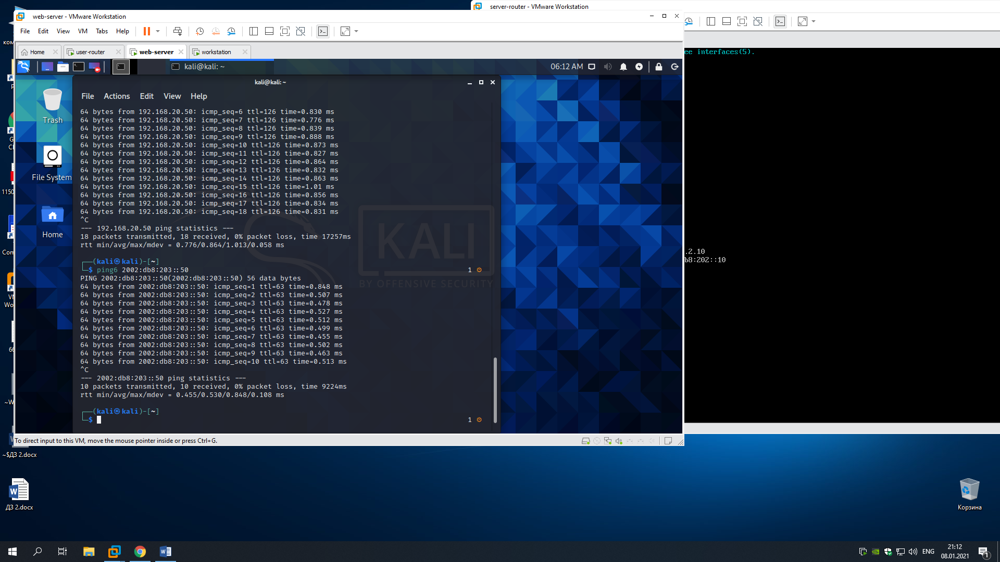 server-router - VMware Workstation
web-server - VMware Workstation
File Edit View VM Tabs Help
Home user-router web-server workstation
ee interfaces(5).
kali@kali: ~
06:12 AM
kali@kali: ~
File Actions Edit View Help
Trash
File System
Home
64 bytes from 192.168.20.50: icmp_seq=6 ttl=126 time=0.830 ms
64 bytes from 192.168.20.50: icmp_seq=7 ttl=126 time=0.776 ms
64 bytes from 192.168.20.50: icmp_seq=8 ttl=126 time=0.839 ms
64 bytes from 192.168.20.50: icmp_seq=9 ttl=126 time=0.888 ms
64 bytes from 192.168.20.50: icmp_seq=10 ttl=126 time=0.873 ms
64 bytes from 192.168.20.50: icmp_seq=11 ttl=126 time=0.827 ms
64 bytes from 192.168.20.50: icmp_seq=12 ttl=126 time=0.864 ms
64 bytes from 192.168.20.50: icmp_seq=13 ttl=126 time=0.832 ms
64 bytes from 192.168.20.50: icmp_seq=14 ttl=126 time=0.863 ms
64 bytes from 192.168.20.50: icmp_seq=15 ttl=126 time=1.01 ms
64 bytes from 192.168.20.50: icmp_seq=16 ttl=126 time=0.856 ms
64 bytes from 192.168.20.50: icmp_seq=17 ttl=126 time=0.834 ms
64 bytes from 192.168.20.50: icmp_seq=18 ttl=126 time=0.831 ms
^C
--- 192.168.20.50 ping statistics ---
18 packets transmitted, 18 received, 0% packet loss, time 17257ms
rtt min/avg/max/mdev = 0.776/0.864/1.013/0.058 ms
┌──(kali㉿kali)-[~]
└─$ ping6 2002:db8:203::50 1 ⚙
PING 2002:db8:203::50(2002:db8:203::50) 56 data bytes
64 bytes from 2002:db8:203::50: icmp_seq=1 ttl=63 time=0.848 ms
64 bytes from 2002:db8:203::50: icmp_seq=2 ttl=63 time=0.507 ms
64 bytes from 2002:db8:203::50: icmp_seq=3 ttl=63 time=0.478 ms
64 bytes from 2002:db8:203::50: icmp_seq=4 ttl=63 time=0.527 ms
64 bytes from 2002:db8:203::50: icmp_seq=5 ttl=63 time=0.512 ms
64 bytes from 2002:db8:203::50: icmp_seq=6 ttl=63 time=0.499 ms
64 bytes from 2002:db8:203::50: icmp_seq=7 ttl=63 time=0.455 ms
64 bytes from 2002:db8:203::50: icmp_seq=8 ttl=63 time=0.502 ms
64 bytes from 2002:db8:203::50: icmp_seq=9 ttl=63 time=0.463 ms
64 bytes from 2002:db8:203::50: icmp_seq=10 ttl=63 time=0.513 ms
^C
--- 2002:db8:203::50 ping statistics ---
10 packets transmitted, 10 received, 0% packet loss, time 9224ms
rtt min/avg/max/mdev = 0.455/0.530/0.848/0.108 ms
┌──(kali㉿kali)-[~]
└─$ 1 ⚙
KALI
BY OFFENSIVE SECURITY
.2.10
db8:202::10
To direct input to this VM, move the mouse pointer inside or press Ctrl+G.
ком
1150
Com
~$ДЗ 2.docx
ДЗ 2.docx
Корзина
ENG
21:12
08.01.2021
1